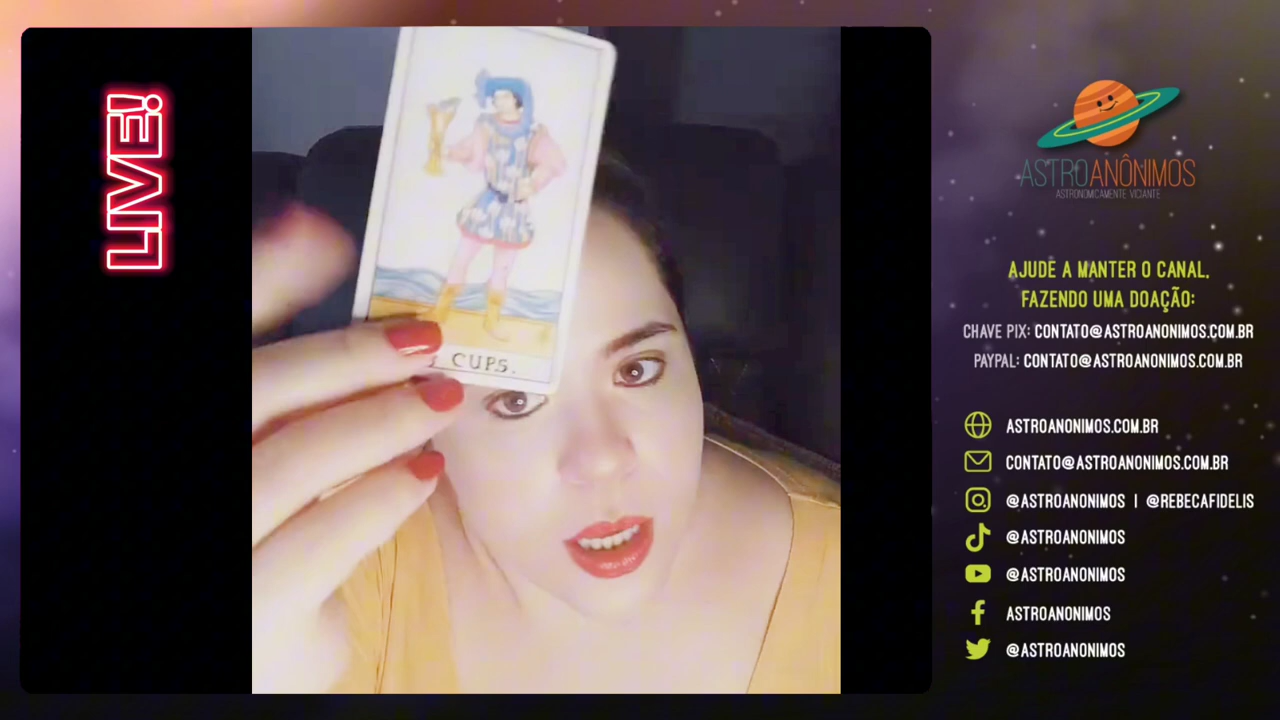 LIVE!
CUPS.
ASTROANÔNIMOS
ASTRONOMICAMENTE VICIANTE
AJUDE A MANTER O CANAL,
FAZENDO UMA DOAÇÃO:
CHAVE PIX: CONTATO@ASTROANONIMOS.COM.BR
PAYPAL: CONTATO@ASTROANONIMOS.COM.BR
ASTROANONIMOS.COM.BR
CONTATO@ASTROANONIMOS.COM.BR
@ASTROANONIMOS | @REBECAFIDELIS
@ASTROANONIMOS
@ASTROANONIMOS
ASTROANONIMOS
@ASTROANONIMOS